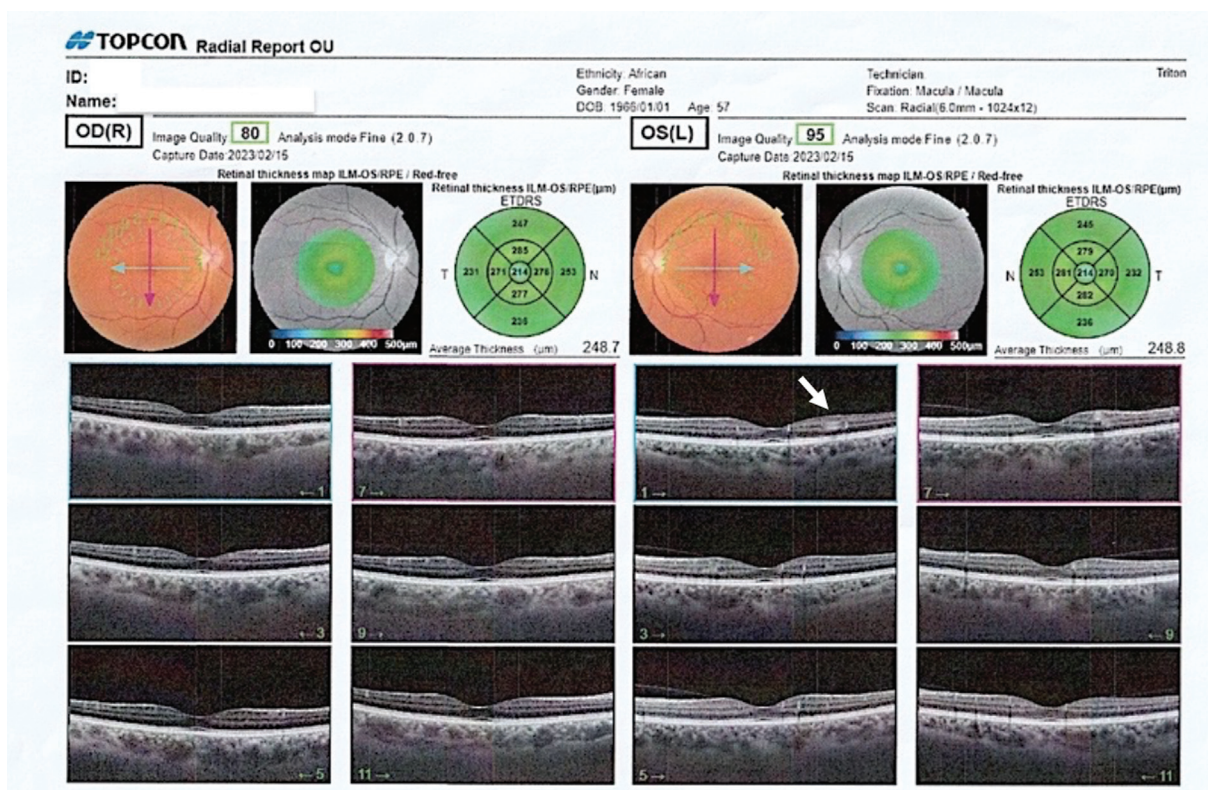 TOPCON Radial Report OU
ID:
Name:
Ethnicity: African
Gender: Female
DOB: 1966/01/01 Age: 57
Technician:
Fixation: Macula / Macula
Scan: Radial(6.0mm - 1024x12)
Triton
OD(R)
Image Quality 80 Analysis mode Fine (2.0.7)
Capture Date 2023/02/15
Retinal thickness map ILM-OS/RPE / Red-free
Retinal thickness ILM-OS/RPE(µm)
ETDRS
247
285
T 231 271 214 276 253 N
277
235
0 100 200 300 400 500µm
Average Thickness (µm) 248.7
OS(L)
Image Quality 95 Analysis mode Fine (2.0.7)
Capture Date 2023/02/15
Retinal thickness map ILM-OS/RPE / Red-free
Retinal thickness ILM-OS/RPE(µm)
ETDRS
245
279
N 253 281 214 270 232 T
282
236
0 100 200 300 400 500µm
Average Thickness (µm) 248.8
←1
7→
1→
7→
←3
9→
3→
←9
←5
11→
5→
←11